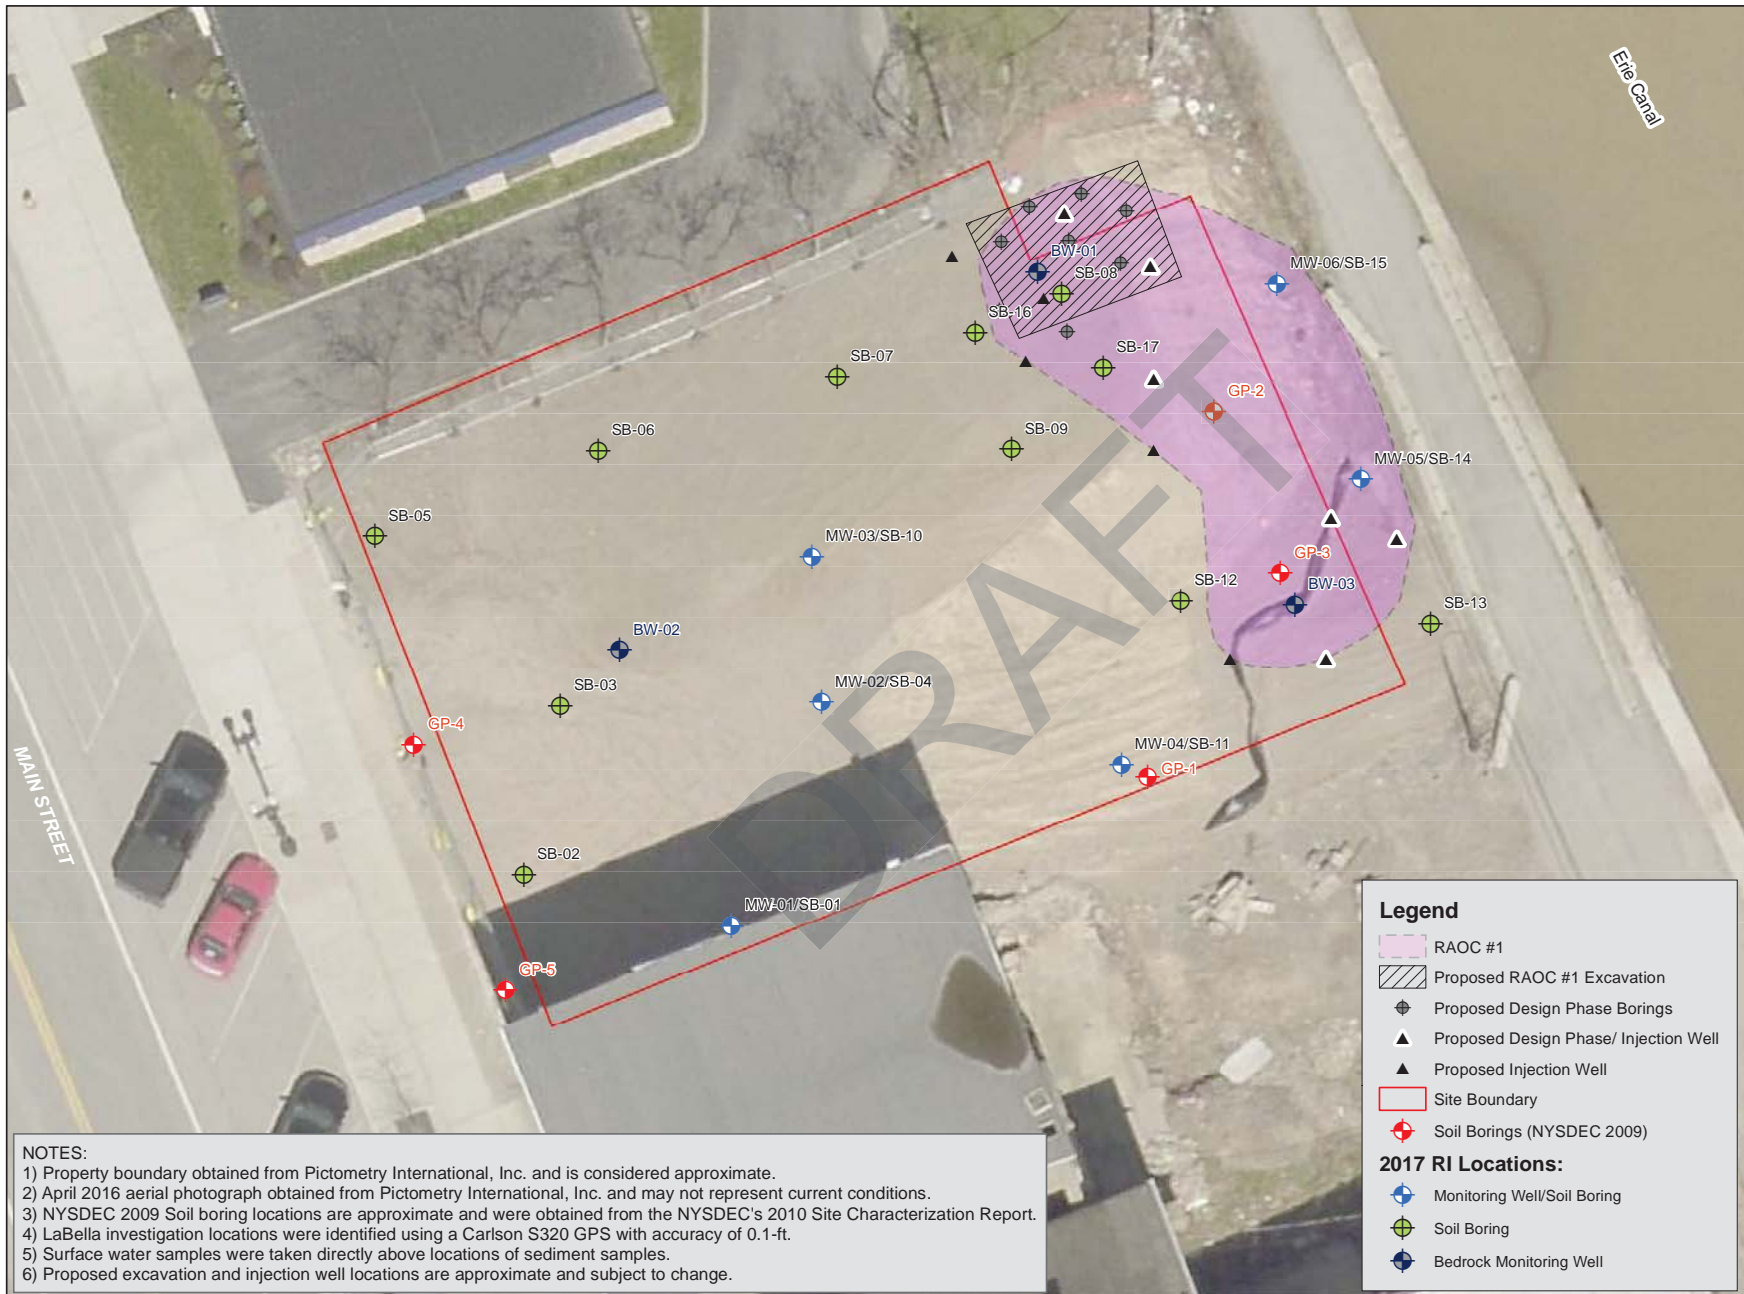 Erie Canal
BW-01
MW-06/SB-15
SB-08
SB-16
SB-17
SB-07
GP-2
SB-06
SB-09
MW-05/SB-14
SB-05
MW-03/SB-10
GP-3
SB-12
BW-03
SB-13
BW-02
SB-03
MW-02/SB-04
GP-4
MW-04/SB-11
GP-1
MAIN STREET
SB-02
MW-01/SB-01
GP-5
DRAFT
Legend
RAOC #1
Proposed RAOC #1 Excavation
Proposed Design Phase Borings
Proposed Design Phase/ Injection Well
Proposed Injection Well
Site Boundary
Soil Borings (NYSDEC 2009)
2017 RI Locations:
Monitoring Well/Soil Boring
Soil Boring
Bedrock Monitoring Well
NOTES:
1) Property boundary obtained from Pictometry International, Inc. and is considered approximate.
2) April 2016 aerial photograph obtained from Pictometry International, Inc. and may not represent current conditions.
3) NYSDEC 2009 Soil boring locations are approximate and were obtained from the NYSDEC's 2010 Site Characterization Report.
4) LaBella investigation locations were identified using a Carlson S320 GPS with accuracy of 0.1-ft.
5) Surface water samples were taken directly above locations of sediment samples.
6) Proposed excavation and injection well locations are approximate and subject to change.